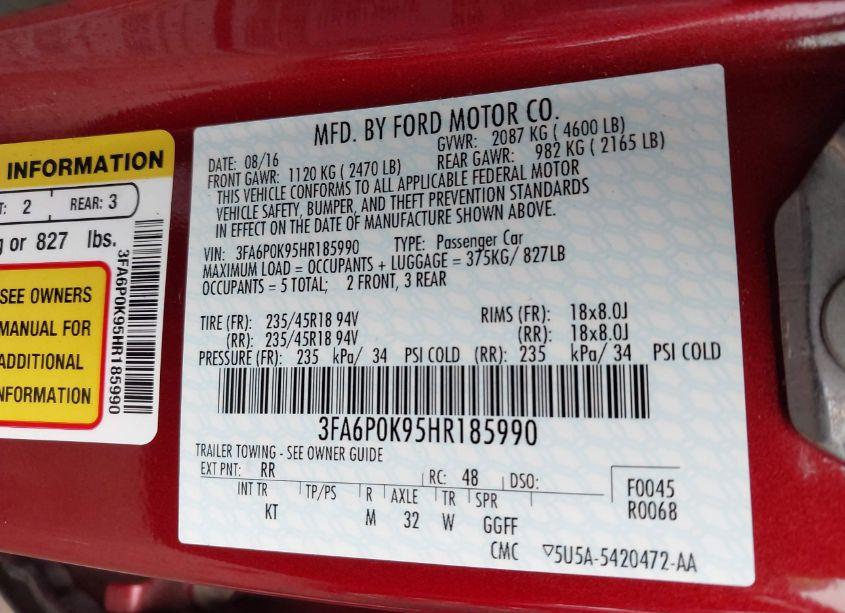 INFORMATION
2 REAR: 3
or 827 lbs.
SEE OWNERS
MANUAL FOR
ADDITIONAL
INFORMATION
3FA6P0K95HR185990
MFD. BY FORD MOTOR CO.
DATE: 08/16 GVWR: 2087 KG ( 4600 LB)
FRONT GAWR: 1120 KG ( 2470 LB) REAR GAWR: 982 KG ( 2165 LB)
THIS VEHICLE CONFORMS TO ALL APPLICABLE FEDERAL MOTOR
VEHICLE SAFETY, BUMPER, AND THEFT PREVENTION STANDARDS
IN EFFECT ON THE DATE OF MANUFACTURE SHOWN ABOVE.
VIN: 3FA6P0K95HR185990 TYPE: Passenger Car
MAXIMUM LOAD = OCCUPANTS + LUGGAGE = 375KG/ 827LB
OCCUPANTS = 5 TOTAL; 2 FRONT, 3 REAR
TIRE (FR): 235/45R18 94V RIMS (FR): 18x8.0J
(RR): 235/45R18 94V (RR): 18x8.0J
PRESSURE (FR): 235 kPa/ 34 PSI COLD (RR): 235 kPa/ 34 PSI COLD
3FA6P0K95HR185990
TRAILER TOWING - SEE OWNER GUIDE
EXT PNT: RR RC: 48 DSO: F0045
INT TR TP/PS R AXLE TR SPR R0068
KT M 32 W GGFF
CMC ▽5U5A-5420472-AA